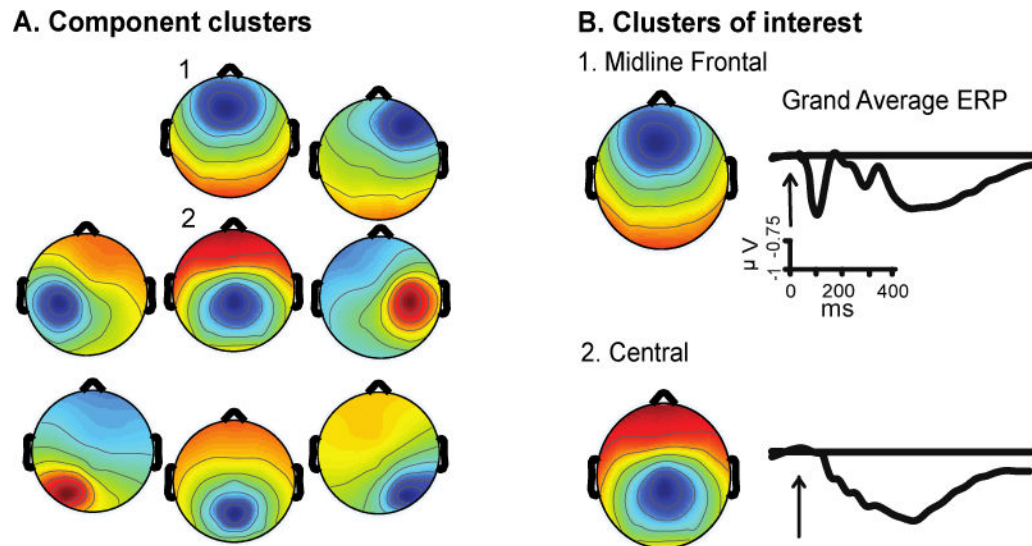 A. Component clusters
1
2
B. Clusters of interest
1. Midline Frontal
Grand Average ERP
µ V
-1 -0.75
0 200 400
ms
2. Central